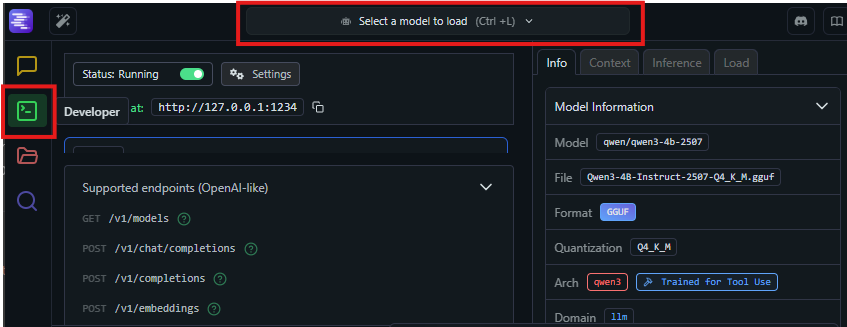 Select a model to load (Ctrl +L)
Status: Running Settings
Developer at: http://127.0.0.1:1234
Supported endpoints (OpenAI-like)
GET /v1/models ?
POST /v1/chat/completions ?
POST /v1/completions ?
POST /v1/embeddings ?
Info Context Inference Load
Model Information
Model qwen/qwen3-4b-2507
File Qwen3-4B-Instruct-2507-Q4_K_M.gguf
Format GGUF
Quantization Q4_K_M
Arch qwen3 Trained for Tool Use
Domain llm